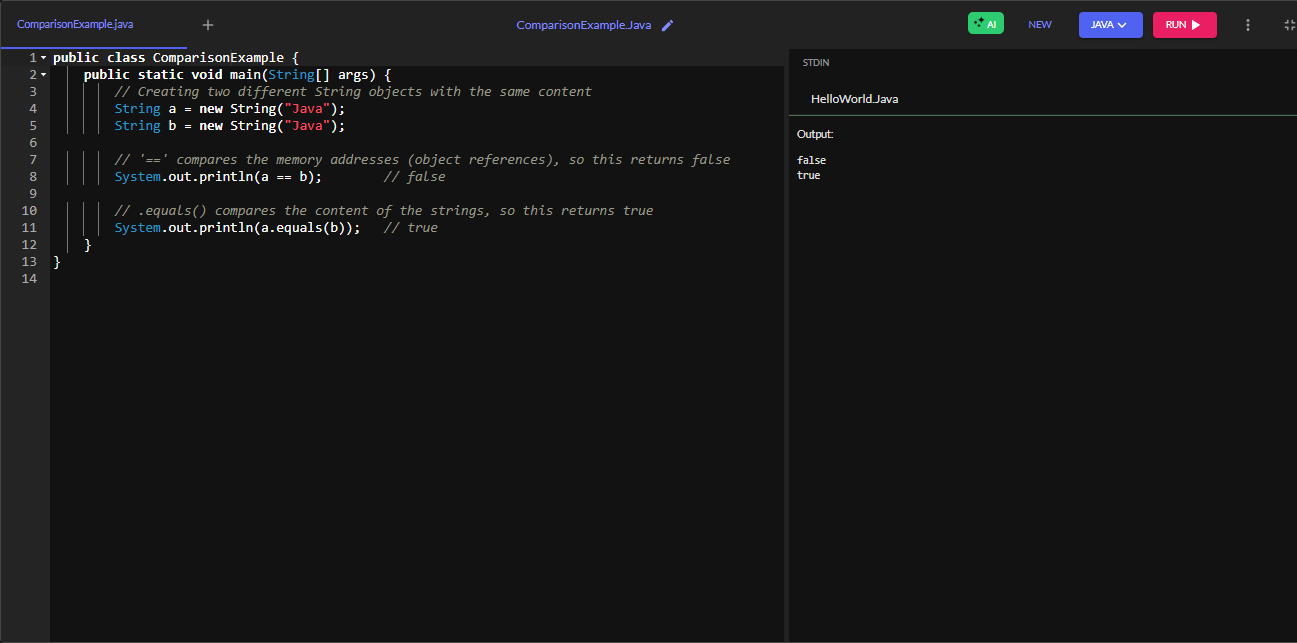 ComparisonExample.java + ComparisonExample.Java AI NEW JAVA RUN
1 public class ComparisonExample {
2 public static void main(String[] args) {
3 // Creating two different String objects with the same content
4 String a = new String("Java");
5 String b = new String("Java");
6
7 // '==' compares the memory addresses (object references), so this returns false
8 System.out.println(a == b); // false
9
10 // .equals() compares the content of the strings, so this returns true
11 System.out.println(a.equals(b)); // true
12 }
13 }
14
STDIN
HelloWorld.Java
Output:
false
true